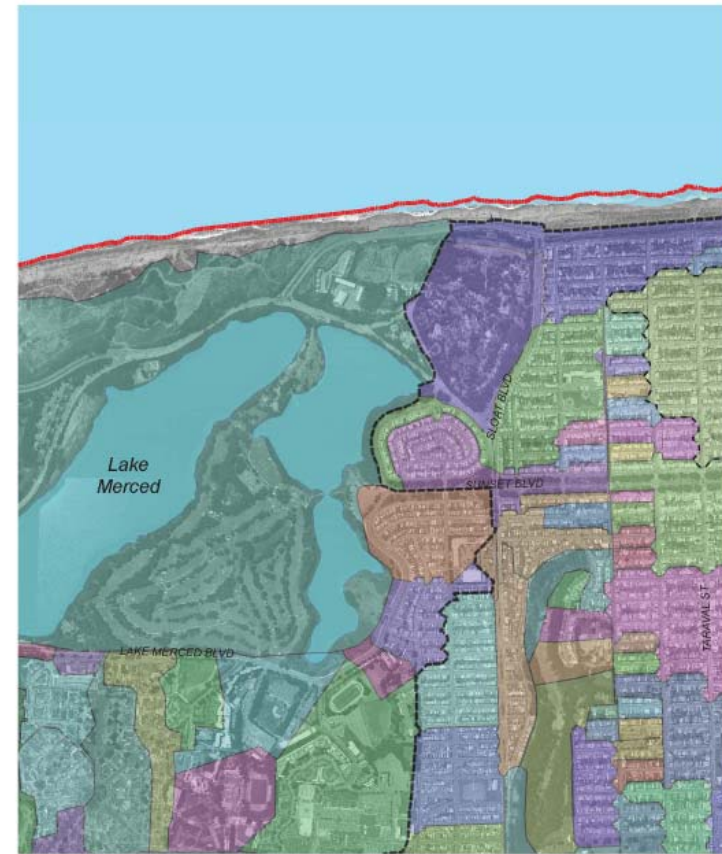 SLOAT BLVD
Lake
Merced
SUNSET BLVD
TARAVAL ST
LAKE MERCED BLVD